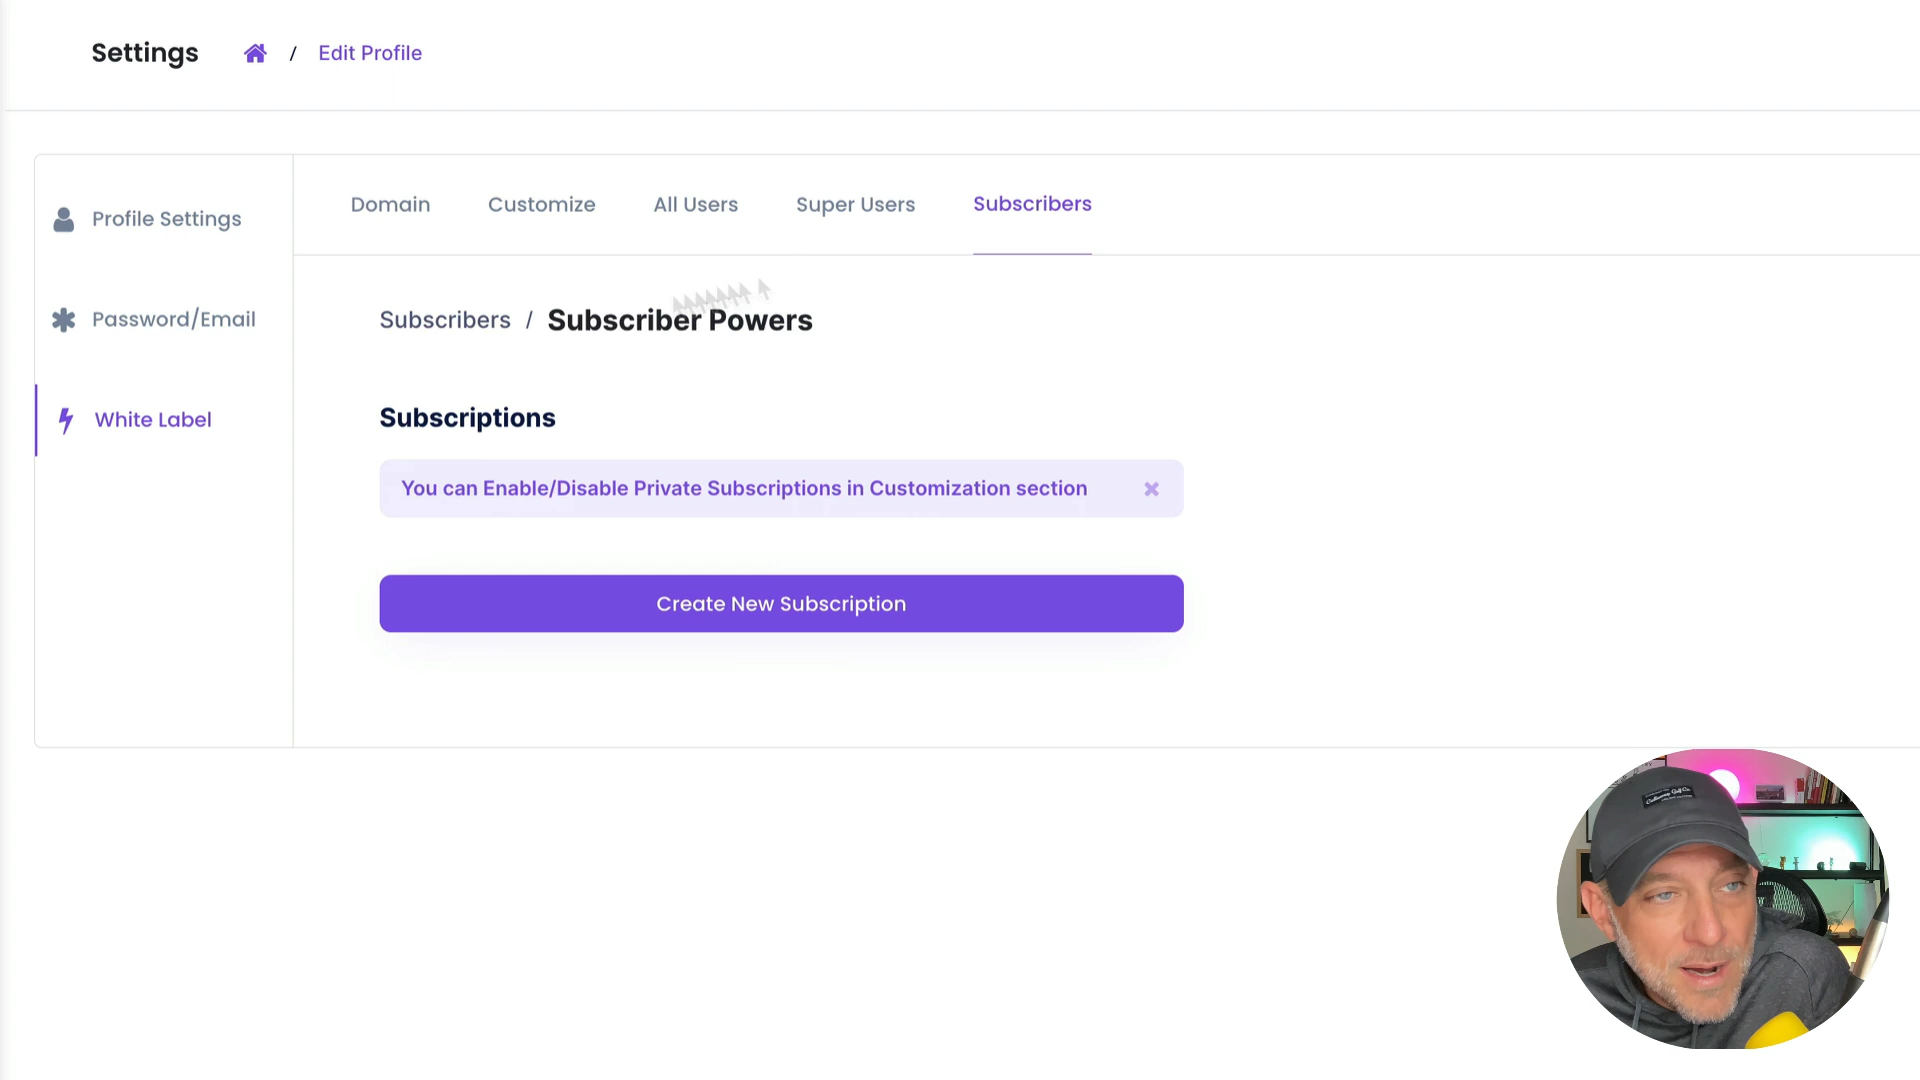 Settings / Edit Profile
Profile Settings
Password/Email
White Label
Domain Customize All Users Super Users Subscribers
Subscribers / Subscriber Powers
Subscriptions
You can Enable/Disable Private Subscriptions in Customization section
Create New Subscription